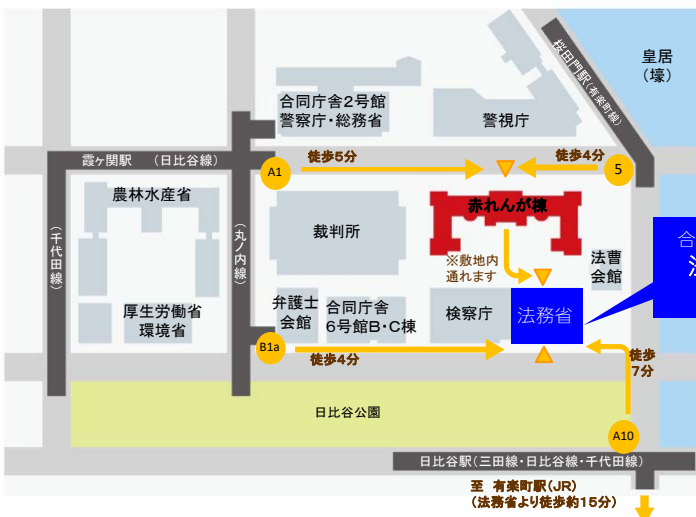 皇居
(壕)
桜田門駅(有楽町線)
合同庁舎2号館
警察庁・総務省
警視庁
霞ヶ関駅 (日比谷線)
A1
徒歩5分
徒歩4分
5
農林水産省
赤れんが棟
(千代田線)
(丸ノ内線)
裁判所
※敷地内
通れます
法曹
会館
合
厚生労働省
環境省
弁護士
会館
合同庁舎
6号館B・C棟
検察庁
法務省
B1a
徒歩4分
徒歩
7分
日比谷公園
A10
日比谷駅(三田線・日比谷線・千代田線)
至 有楽町駅(JR)
(法務省より徒歩約15分)